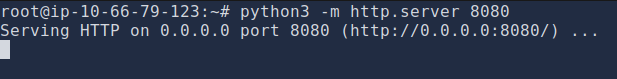 root@ip-10-66-79-123:~# python3 -m http.server 8080
Serving HTTP on 0.0.0.0 port 8080 (http://0.0.0.0:8080/) ...